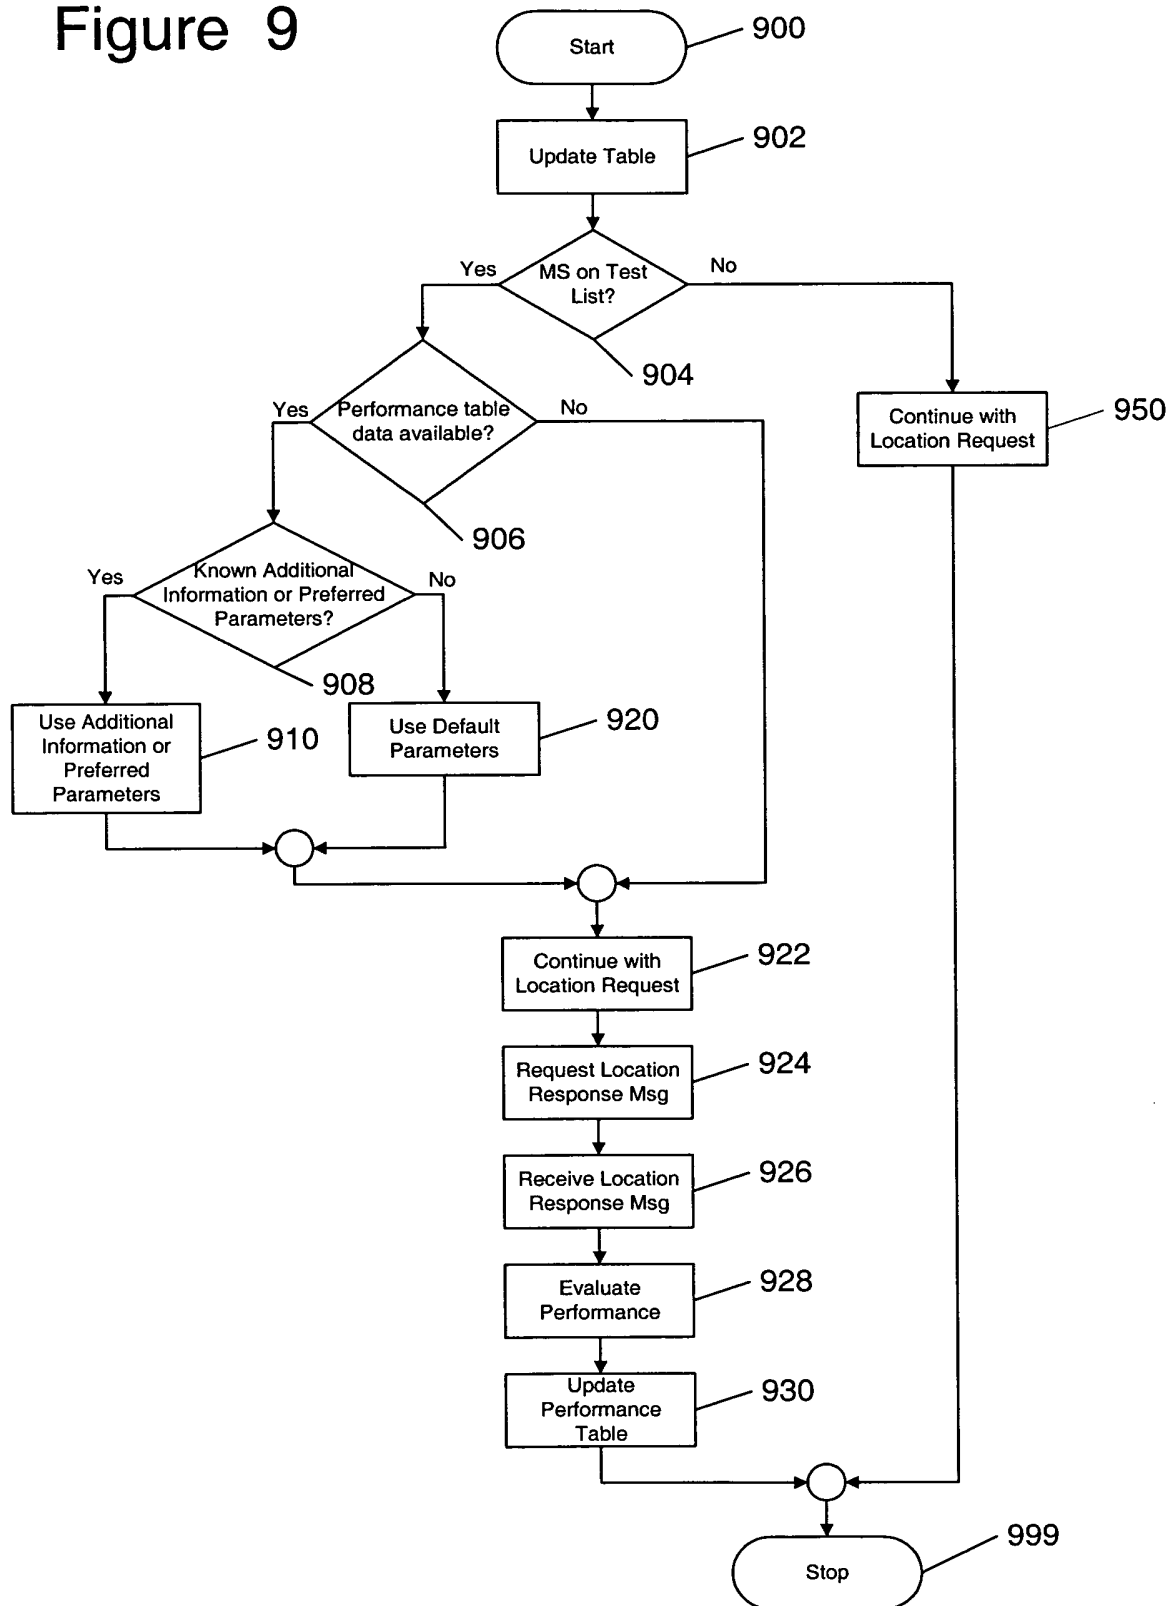 Figure 9
Start
900
Update Table
902
MS on Test
List?
Yes
No
904
Performance table
data available?
Yes
No
906
Continue with
Location Request
950
Known Additional
Information or Preferred
Parameters?
Yes
No
908
Use Additional
Information or
Preferred
Parameters
910
Use Default
Parameters
920
Continue with
Location Request
922
Request Location
Response Msg
924
Receive Location
Response Msg
926
Evaluate
Performance
928
Update
Performance
Table
930
Stop
999